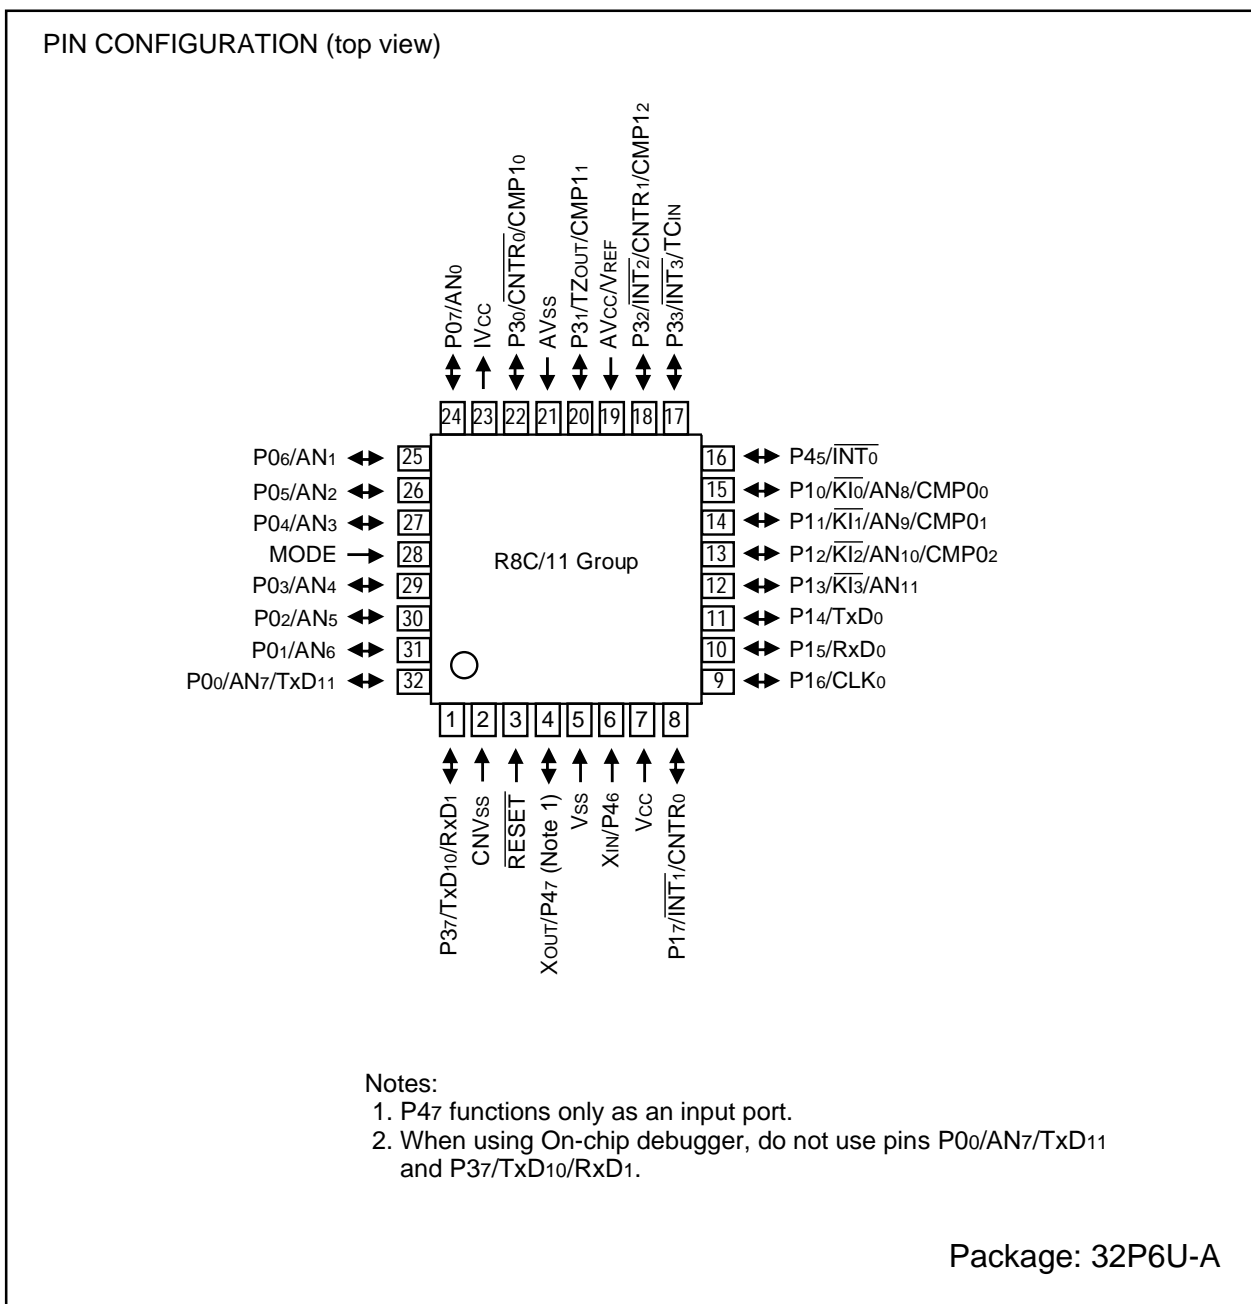 PIN CONFIGURATION (top view)
P07/AN0
IVCC
P30/CNTR0/CMP10
AVSS
P31/TZOUT/CMP11
AVCC/VREF
P32/INT2/CNTR1/CMP12
P33/INT3/TCIN
24 23 22 21 20 19 18 17
P06/AN1 25
P05/AN2 26
P04/AN3 27
MODE 28
P03/AN4 29
P02/AN5 30
P01/AN6 31
P00/AN7/TxD11 32
R8C/11 Group
16 P45/INT0
15 P10/KI0/AN8/CMP00
14 P11/KI1/AN9/CMP01
13 P12/KI2/AN10/CMP02
12 P13/KI3/AN11
11 P14/TxD0
10 P15/RxD0
9 P16/CLK0
1 2 3 4 5 6 7 8
P37/TxD10/RxD1
CNVSS
RESET
XOUT/P47 (Note 1)
VSS
XIN/P46
VCC
P17/INT1/CNTR0
Notes:
1. P47 functions only as an input port.
2. When using On-chip debugger, do not use pins P00/AN7/TxD11
and P37/TxD10/RxD1.
Package: 32P6U-A